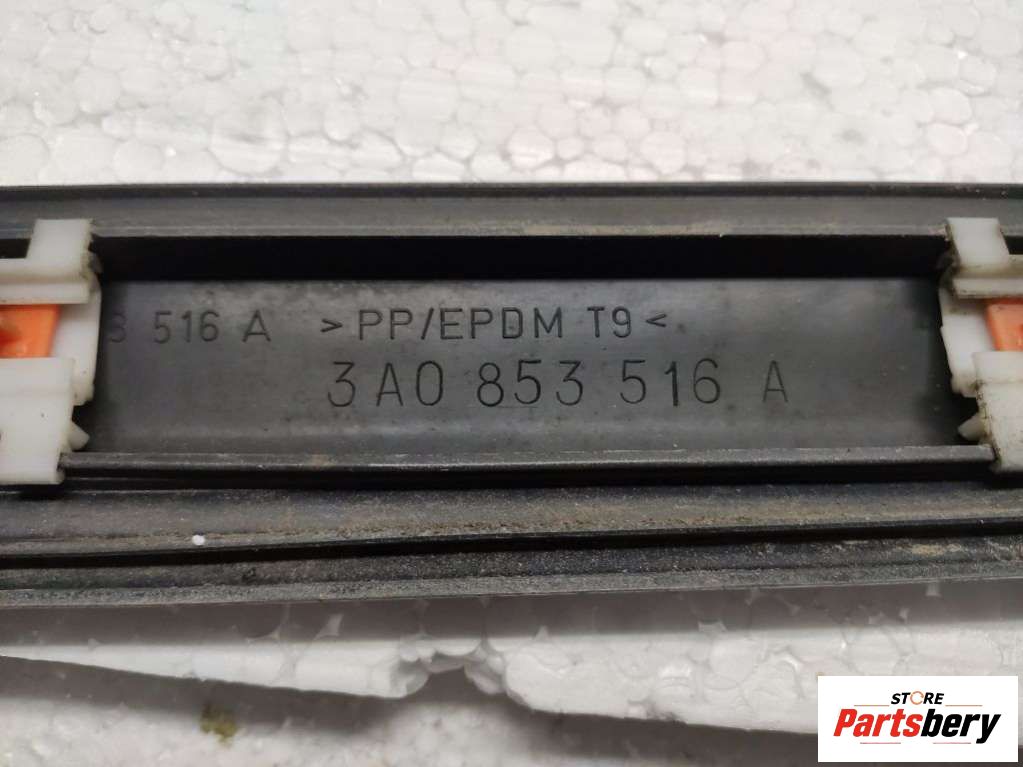 516 A >PP/EPDM T9<
3A0 853 516 A
STORE
Partsbery